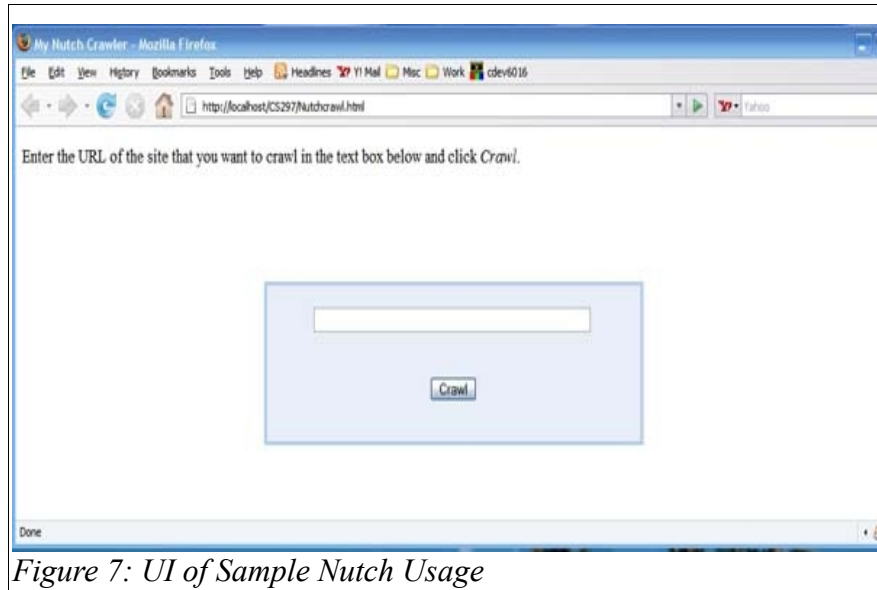 My Nutch Crawler - Mozilla Firefox
File Edit View History Bookmarks Tools Help Headlines Y! Mail Misc Work cdev6016
http://localhost/CS297/Nutchcrawl.html Yahoo
Enter the URL of the site that you want to crawl in the text box below and click Crawl.
Crawl
Done
Figure 7: UI of Sample Nutch Usage